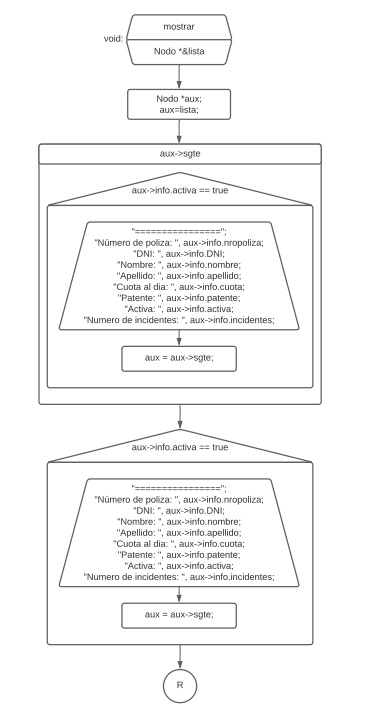 mostrar
void:
Nodo *&lista
Nodo *aux;
aux=lista;
aux->sgte
aux->info.activa == true
"================";
"Número de poliza: ", aux->info.nropoliza;
"DNI: ", aux->info.DNI;
"Nombre: ", aux->info.nombre;
"Apellido: ", aux->info.apellido;
"Cuota al dia: ", aux->info.cuota;
"Patente: ", aux->info.patente;
"Activa: ", aux->info.activa;
"Numero de incidentes: ", aux->info.incidentes;
aux = aux->sgte;
aux->info.activa == true
"================";
"Número de poliza: ", aux->info.nropoliza;
"DNI: ", aux->info.DNI;
"Nombre: ", aux->info.nombre;
"Apellido: ", aux->info.apellido;
"Cuota al dia: ", aux->info.cuota;
"Patente: ", aux->info.patente;
"Activa: ", aux->info.activa;
"Numero de incidentes: ", aux->info.incidentes;
aux = aux->sgte;
R